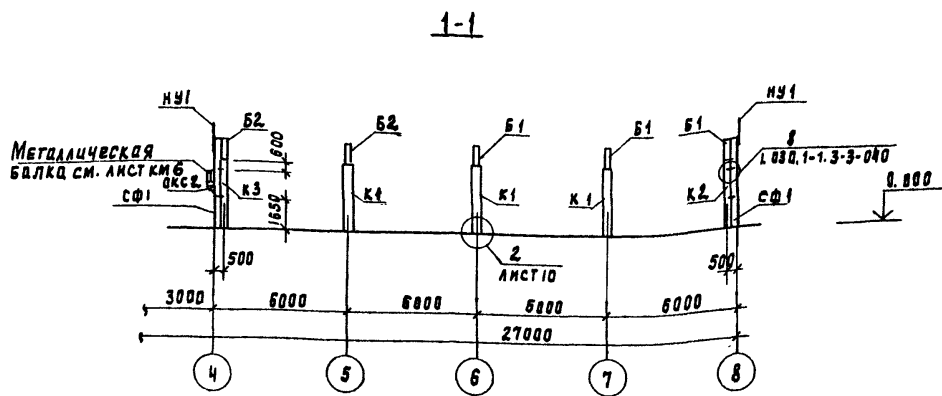 1-1
НУ1
Б2
600
Металлическая
балка см. лист КМ6
ОКС2
К3
СФ1
1650
Б2
К1
Б1
К1
Б1
К1
Б1
НУ1
8
1.030.1-1.3-3-040
К2
СФ1
0.000
2
лист 10
500
500
3000
6000
6000
6000
6000
27000
4
5
6
7
8